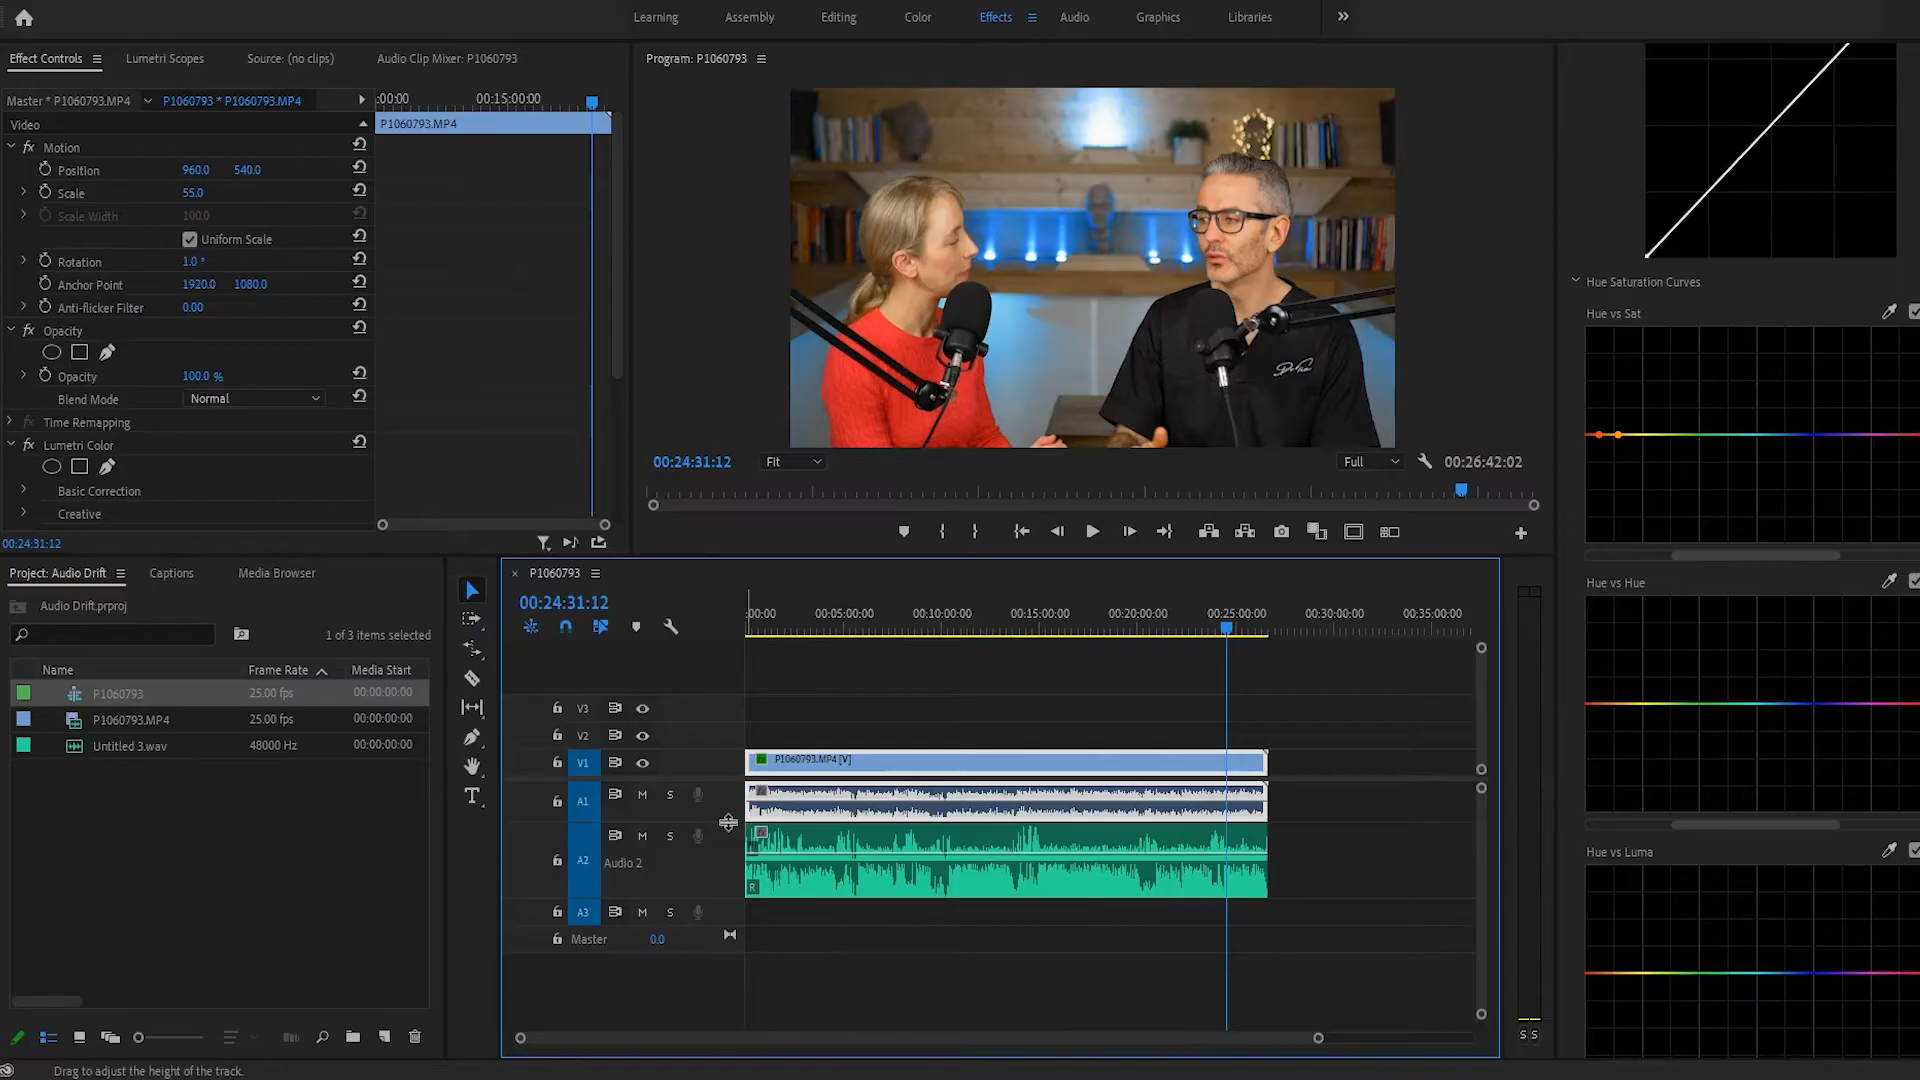 Learning Assembly Editing Color Effects Audio Graphics Libraries
Effect Controls Lumetri Scopes Source: (no clips) Audio Clip Mixer: P1060793
Master * P1060793.MP4 P1060793 * P1060793.MP4 :00:00 00:15:00:00
Video P1060793.MP4
fx Motion
Position 960.0 540.0
Scale 55.0
Scale Width 100.0
Uniform Scale
Rotation 1.0 °
Anchor Point 1920.0 1080.0
Anti-flicker Filter 0.00
fx Opacity
Opacity 100.0 %
Blend Mode Normal
fx Time Remapping
fx Lumetri Color
Basic Correction
Creative
00:24:31:12
Program: P1060793
00:24:31:12 Fit Full 00:26:42:02
Hue Saturation Curves
Hue vs Sat
Hue vs Hue
Hue vs Luma
Project: Audio Drift Captions Media Browser
Audio Drift.prproj
1 of 3 items selected
Name Frame Rate Media Start
P1060793 25.00 fps 00:00:00:00
P1060793.MP4 25.00 fps 00:00:00:00
Untitled 3.wav 48000 Hz 00:00:00:00
P1060793
00:24:31:12
:00:00 00:05:00:00 00:10:00:00 00:15:00:00 00:20:00:00 00:25:00:00 00:30:00:00 00:35:00:00
V3
V2
V1 P1060793.MP4 [V]
A1 M S
A2 M S
Audio 2
R
A3 M S
Master 0.0
S S
Drag to adjust the height of the track.